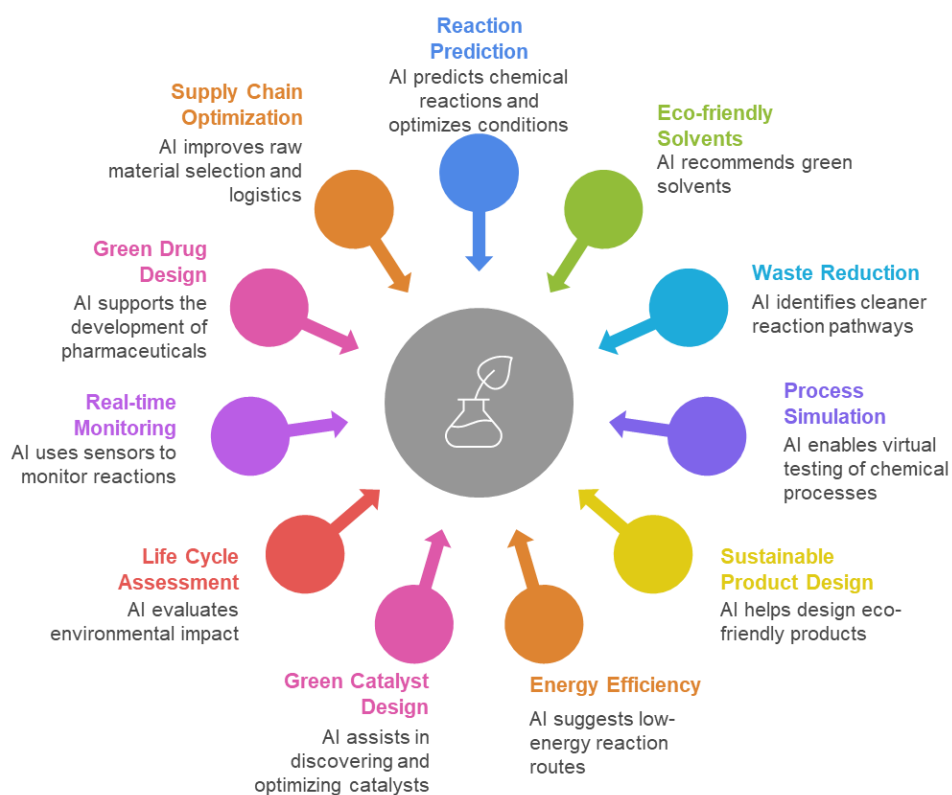 Reaction
Prediction
AI predicts chemical
reactions and
optimizes conditions
Eco-friendly
Solvents
AI recommends green
solvents
Waste Reduction
AI identifies cleaner
reaction pathways
Process
Simulation
AI enables virtual
testing of chemical
processes
Sustainable
Product Design
AI helps design eco-
friendly products
Energy Efficiency
AI suggests low-
energy reaction
routes
Green Catalyst
Design
AI assists in
discovering and
optimizing catalysts
Life Cycle
Assessment
AI evaluates
environmental impact
Real-time
Monitoring
AI uses sensors to
monitor reactions
Green Drug
Design
AI supports the
development of
pharmaceuticals
Supply Chain
Optimization
AI improves raw
material selection and
logistics